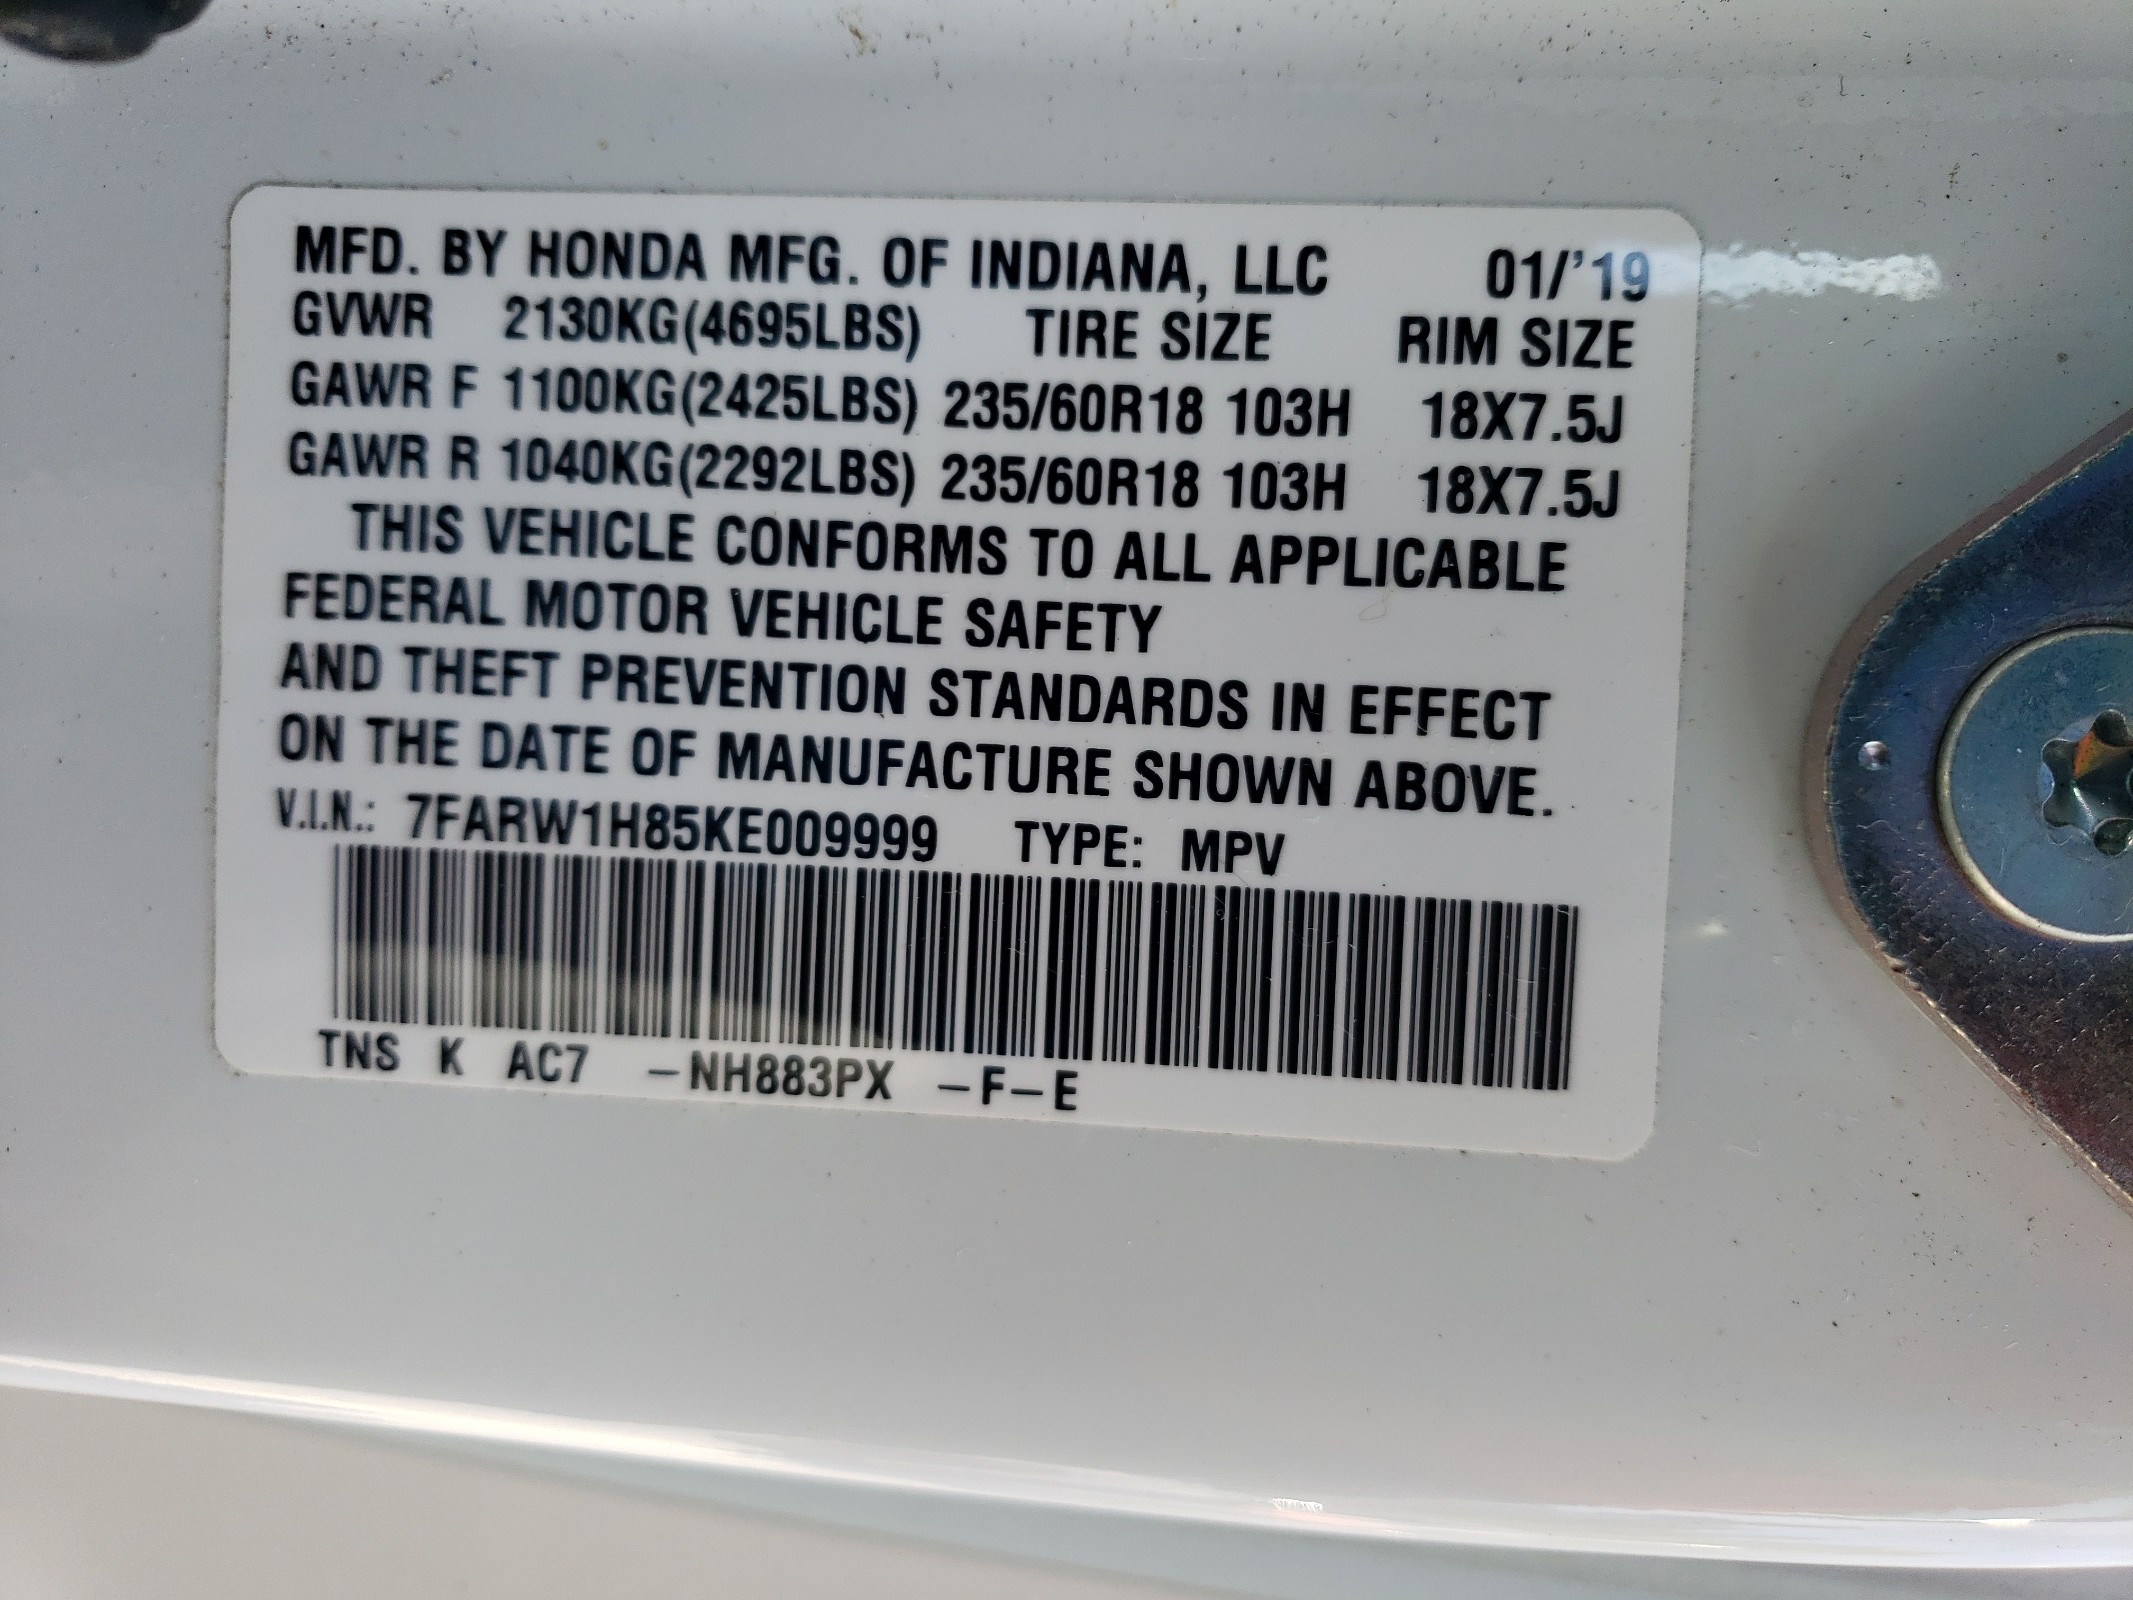 MFD. BY HONDA MFG. OF INDIANA, LLC 01/'19
GVWR 2130KG(4695LBS) TIRE SIZE RIM SIZE
GAWR F 1100KG(2425LBS) 235/60R18 103H 18X7.5J
GAWR R 1040KG(2292LBS) 235/60R18 103H 18X7.5J
THIS VEHICLE CONFORMS TO ALL APPLICABLE
FEDERAL MOTOR VEHICLE SAFETY
AND THEFT PREVENTION STANDARDS IN EFFECT
ON THE DATE OF MANUFACTURE SHOWN ABOVE.
V.I.N.: 7FARW1H85KE009999 TYPE: MPV
TNS K AC7 -NH883PX -F-E